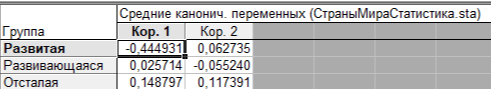 Средние канонич. переменных (СтраныМираСтатистика.sta)
Группа Кор. 1 Кор. 2
Развитая -0,444931 0,062735
Развивающаяся 0,025714 -0,055240
Отсталая 0,148797 0,117391